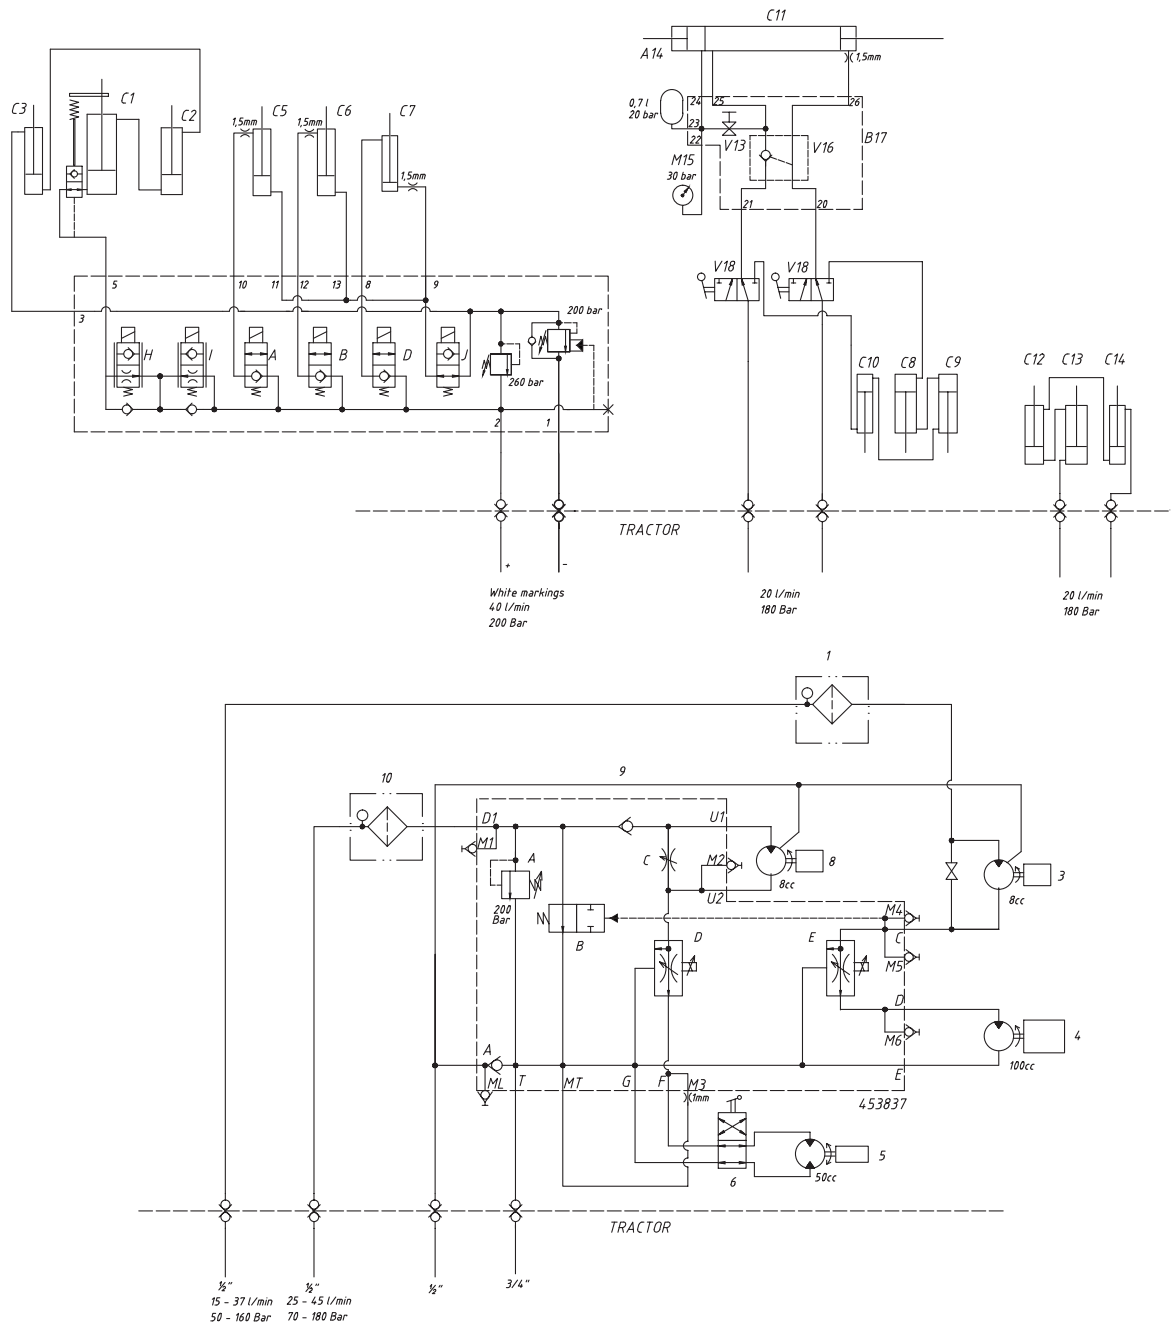 C11
A14
1,5mm
C3
C1
C2
C5
C6
C7
1,5mm
1,5mm
1,5mm
0,7 l
20 bar
24
25
26
23
22
V13
V16
B17
M15
30 bar
21
20
5
10
11
12
13
8
9
3
200 bar
H
I
A
B
D
J
260 bar
2
1
V18
V18
C10
C8
C9
C12
C13
C14
TRACTOR
+
-
White markings
40 l/min
200 Bar
20 l/min
180 Bar
20 l/min
180 Bar
1
10
9
D1
U1
M1
A
C
M2
8
8cc
U2
200
Bar
B
D
E
M4
C
M5
3
8cc
D
M6
4
100cc
A
ML
T
MT
G
F
M3
E
1mm
453837
6
5
50cc
TRACTOR
½"
15 - 37 l/min
50 - 160 Bar
½"
25 - 45 l/min
70 - 180 Bar
½"
3/4"